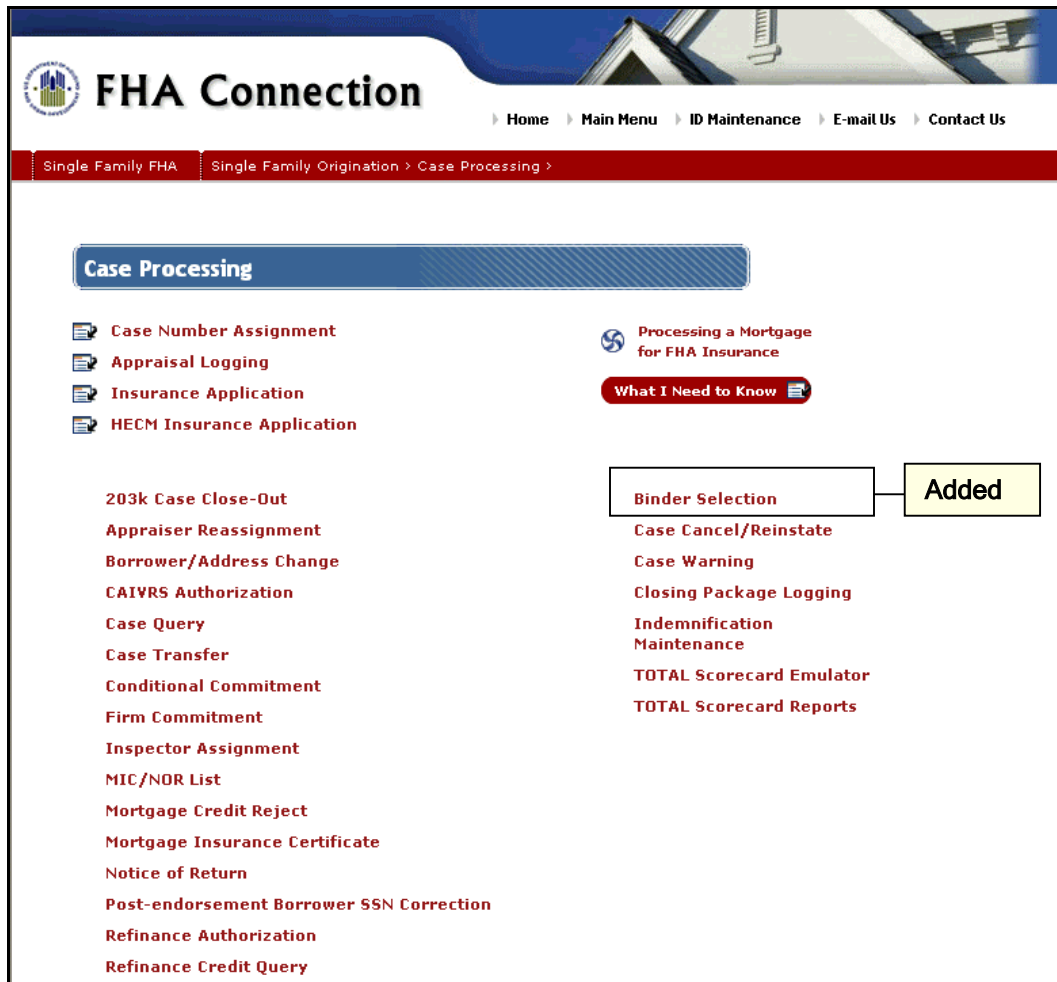 FHA Connection
Home Main Menu ID Maintenance E-mail Us Contact Us
Single Family FHA Single Family Origination > Case Processing >
Case Processing
Case Number Assignment
Appraisal Logging
Insurance Application
HECM Insurance Application
Processing a Mortgage
for FHA Insurance
What I Need to Know
203k Case Close-Out
Appraiser Reassignment
Borrower/Address Change
CAIVRS Authorization
Case Query
Case Transfer
Conditional Commitment
Firm Commitment
Inspector Assignment
MIC/NOR List
Mortgage Credit Reject
Mortgage Insurance Certificate
Notice of Return
Post-endorsement Borrower SSN Correction
Refinance Authorization
Refinance Credit Query
Binder Selection
Added
Case Cancel/Reinstate
Case Warning
Closing Package Logging
Indemnification
Maintenance
TOTAL Scorecard Emulator
TOTAL Scorecard Reports